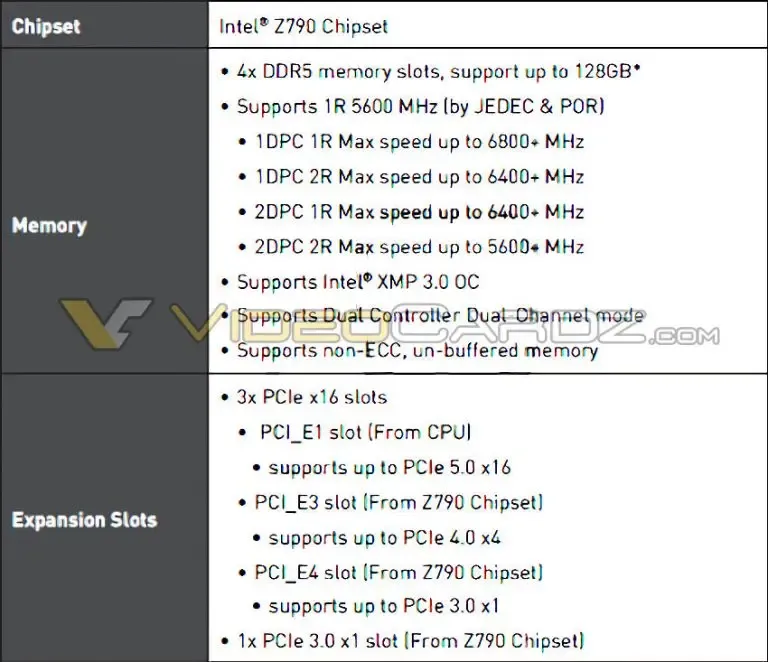 Chipset
Intel® Z790 Chipset
Memory
• 4x DDR5 memory slots, support up to 128GB*
• Supports 1R 5600 MHz (by JEDEC & POR)
• 1DPC 1R Max speed up to 6800+ MHz
• 1DPC 2R Max speed up to 6400+ MHz
• 2DPC 1R Max speed up to 6400+ MHz
• 2DPC 2R Max speed up to 5600+ MHz
• Supports Intel® XMP 3.0 OC
• Supports Dual Controller Dual-Channel mode
• Supports non-ECC, un-buffered memory
VIDEOCARDZ.COM
Expansion Slots
• 3x PCIe x16 slots
• PCI_E1 slot (From CPU)
• supports up to PCIe 5.0 x16
• PCI_E3 slot (From Z790 Chipset)
• supports up to PCIe 4.0 x4
• PCI_E4 slot (From Z790 Chipset)
• supports up to PCIe 3.0 x1
• 1x PCIe 3.0 x1 slot (From Z790 Chipset)